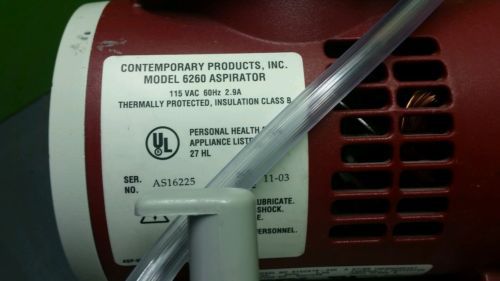 CONTEMPORARY PRODUCTS, INC.
MODEL 6260 ASPIRATOR
115 VAC 60Hz 2.9A
THERMALLY PROTECTED, INSULATION CLASS B
UL
PERSONAL HEALTH
APPLIANCE LIST
27 HL
SER. NO. AS16225 11-03
UBRICATE.
SHOCK.
PERSONNEL.